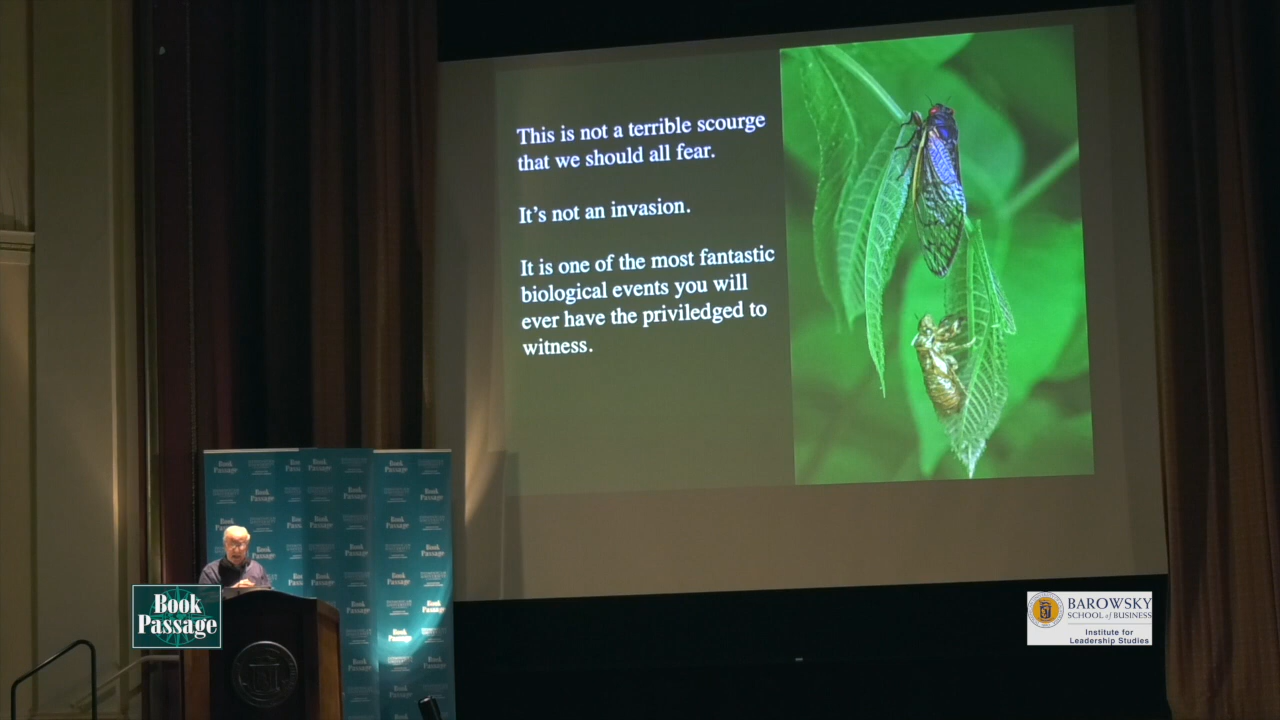 This is not a terrible scourge
that we should all fear.
It's not an invasion.
It is one of the most fantastic
biological events you will
ever have the priviledged to
witness.
Book
Passage
BAROWSKY
SCHOOL of BUSINESS
Institute for
Leadership Studies